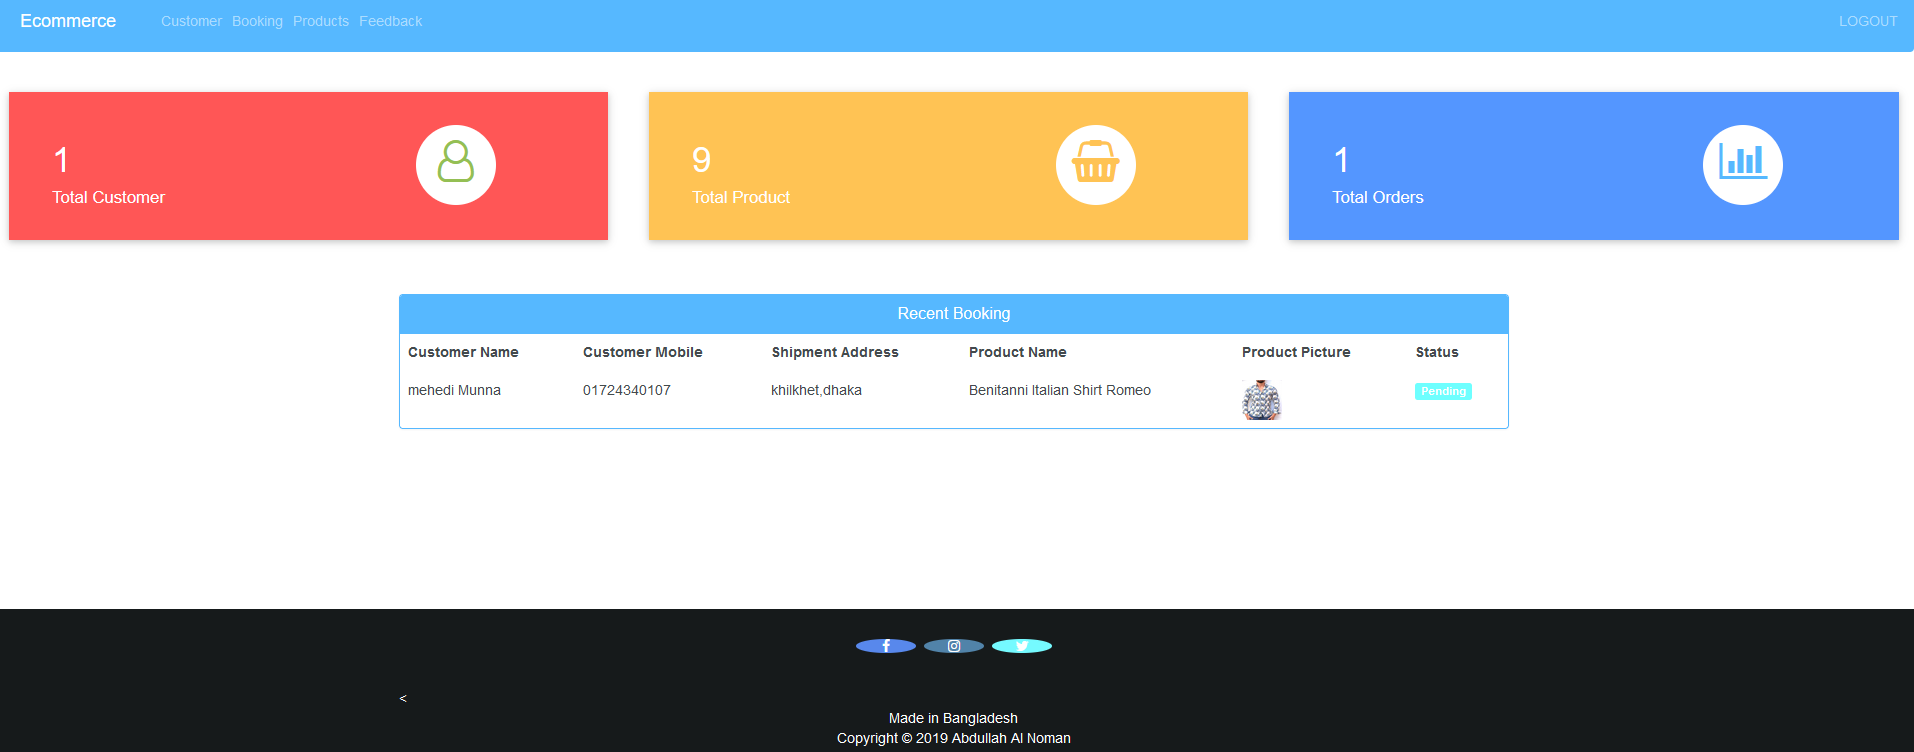 Ecommerce Customer Booking Products Feedback LOGOUT
1
Total Customer
9
Total Product
1
Total Orders
Recent Booking
Customer Name Customer Mobile Shipment Address Product Name Product Picture Status
mehedi Munna 01724340107 khilkhet,dhaka Benitanni Italian Shirt Romeo Pending
<
Made in Bangladesh
Copyright © 2019 Abdullah Al Noman